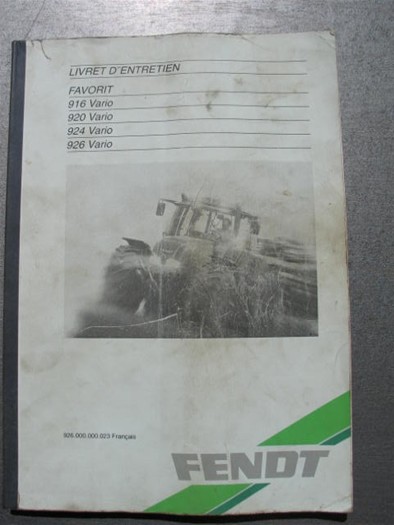 LIVRET D'ENTRETIEN
FAVORIT
916 Vario
920 Vario
924 Vario
926 Vario
926.000.000.023 Français
FENDT